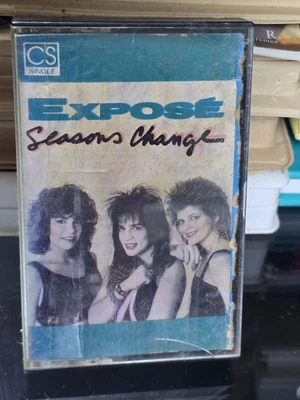 CS
SINGLE
EXPOSÉ
Seasons Change
R